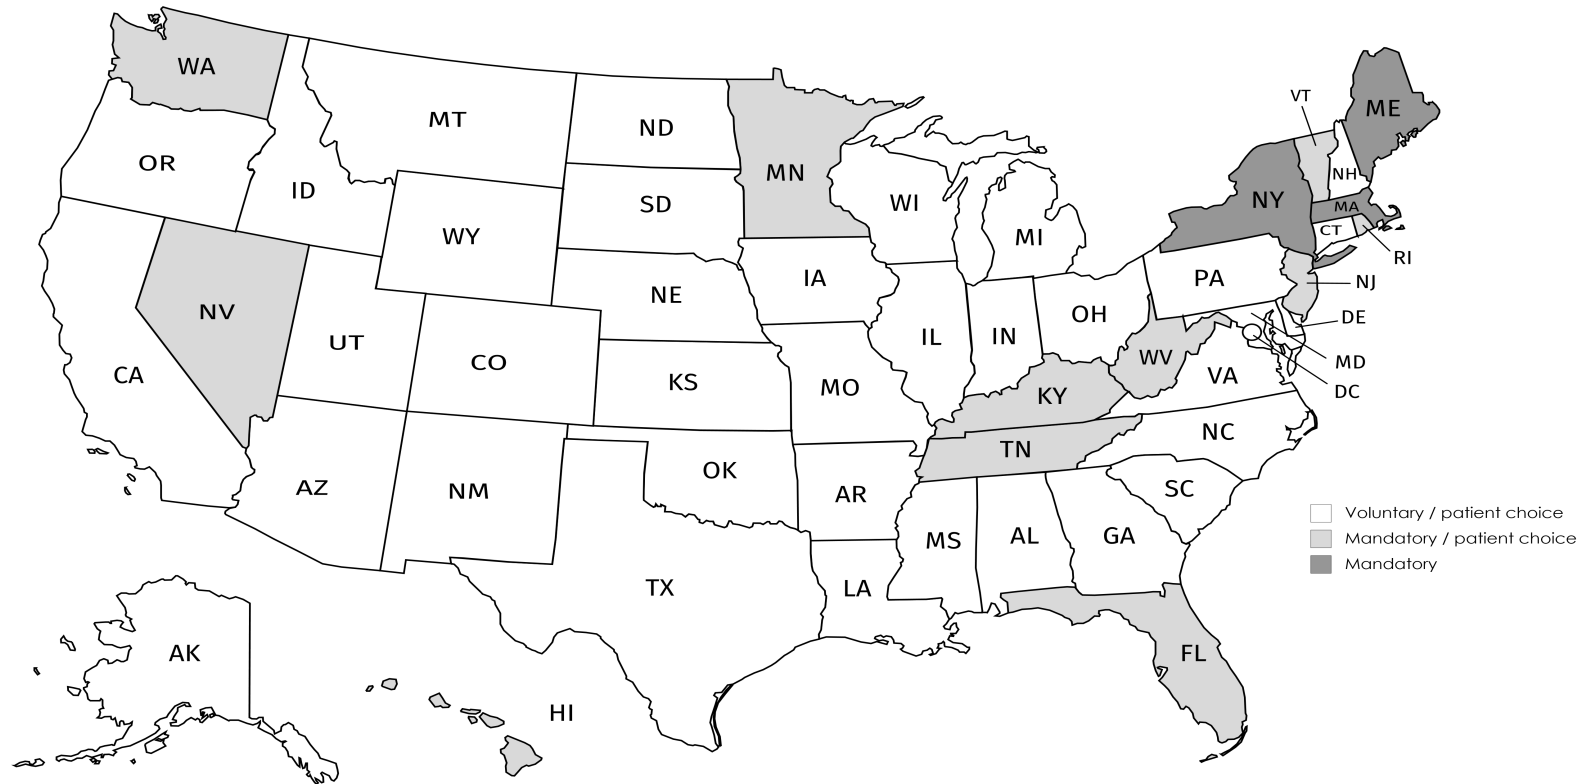 WA
MT
ND
MN
VT
ME
OR
ID
SD
WI
MI
NY
NH
MA
CT
RI
WY
IA
NE
PA
NJ
NV
UT
CO
IL
IN
OH
DE
MD
DC
CA
KS
MO
WV
VA
KY
NC
TN
AZ
NM
OK
AR
SC
MS
AL
GA
TX
LA
FL
AK
HI
Voluntary / patient choice
Mandatory / patient choice
Mandatory